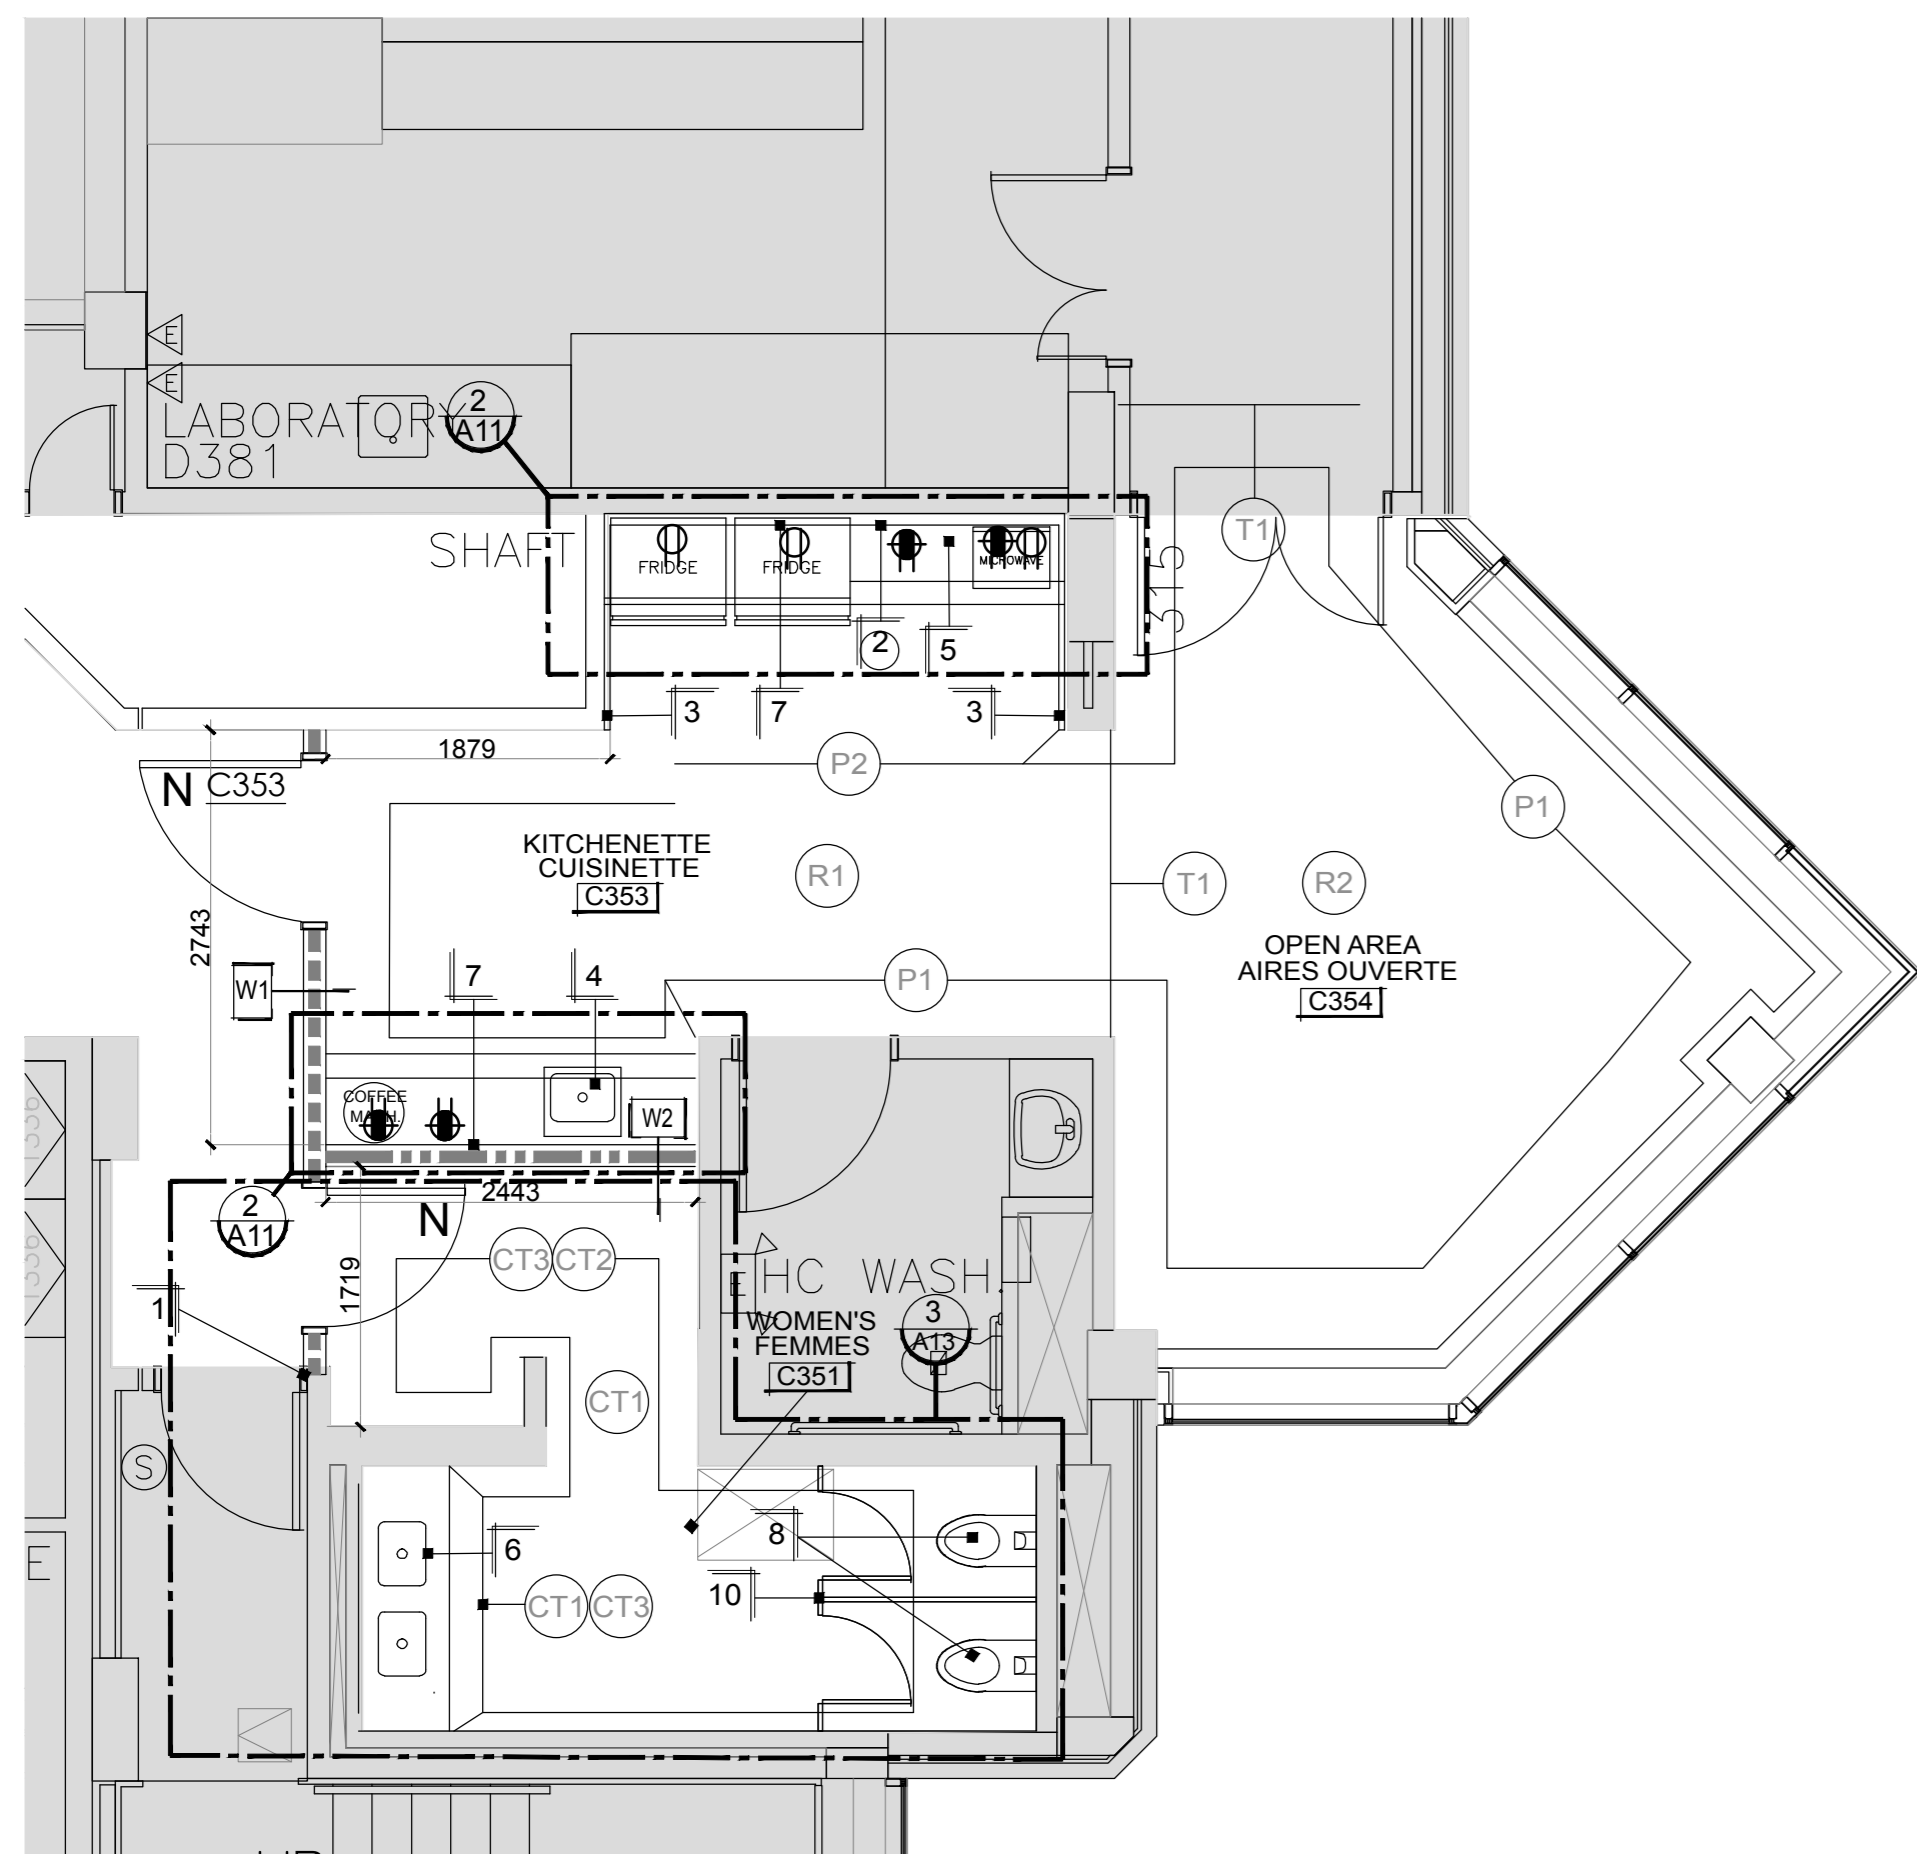 E
E
LABORATORY
D381
2
A11
SHAFT
FRIDGE
FRIDGE
MICROWAVE
T1
2
5
3
7
3
1879
P2
N C353
P1
KITCHENETTE
CUISINETTE
C353
R1
T1
R2
2743
OPEN AREA
AIRES OUVERTE
C354
W1
7
4
P1
COFFEE
MACH.
W2
2
A11
2443
N
CT3
CT2
1719
E
HC WASH.
1
WOMEN'S
FEMMES
C351
3
A13
CT1
S
E
6
8
10
CT1
CT3